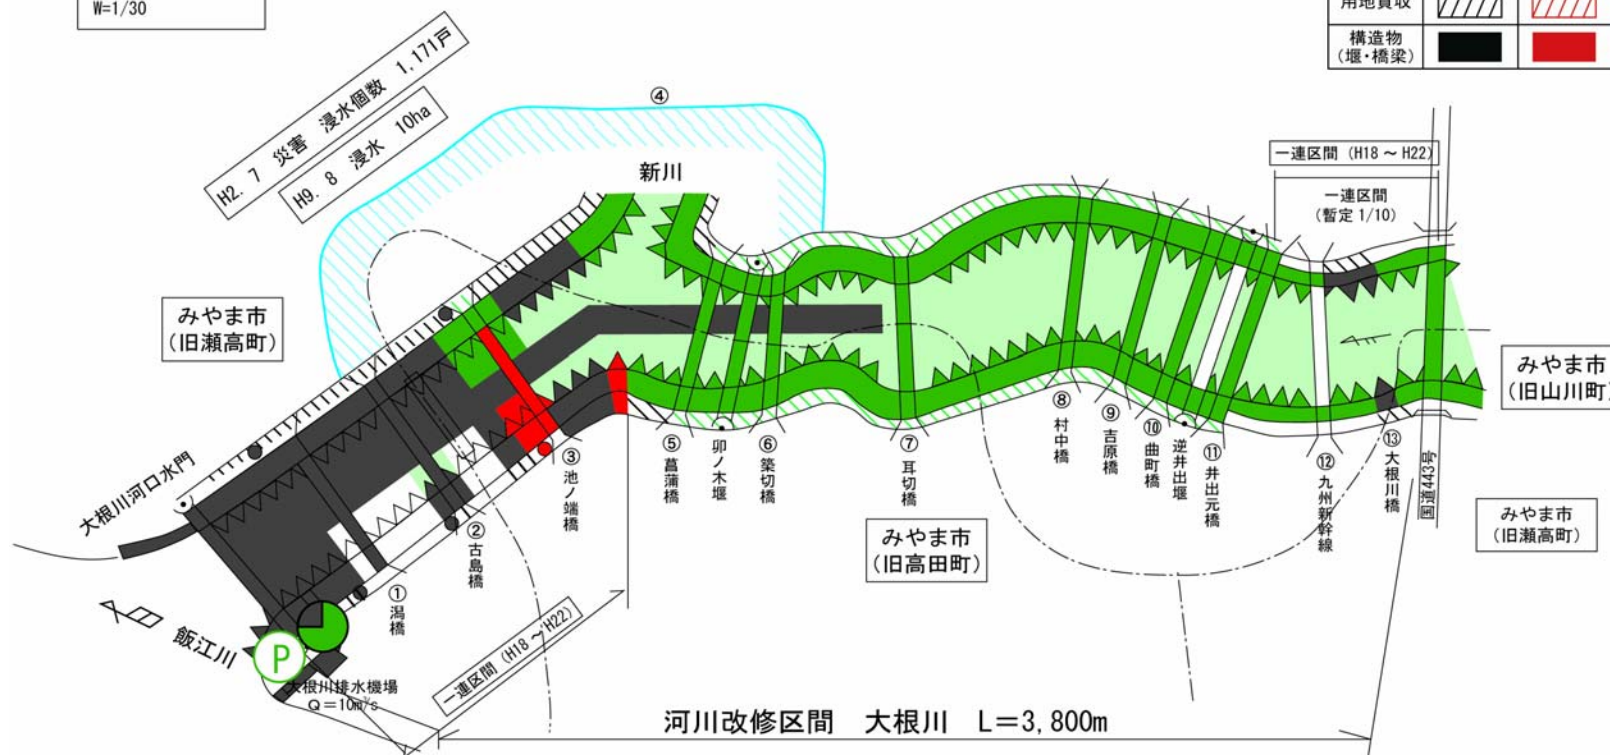 W=1/30
用地買収
構造物
(堰・橋梁)
H2. 7 災害 浸水個数 1,171戸
H9. 8 浸水 10ha
④
新川
一連区間 (H18 ~ H22)
一連区間
(暫定 1/10)
みやま市
(旧瀬高町)
みやま市
(旧山川町)
大根川河口水門
①潟橋
②古島橋
③池ノ端橋
⑤菖蒲橋
卯ノ木堰
⑥築切橋
⑦耳切橋
⑧村中橋
⑨吉原橋
⑩曲町橋
逆井出堰
⑪井出元橋
⑫九州新幹線
⑬大根川橋
国道443号
みやま市
(旧高田町)
みやま市
(旧瀬高町)
飯江川
P
大根川排水機場
Q=10㎥/s
一連区間 (H18 ~ H22)
河川改修区間 大根川 L=3,800m